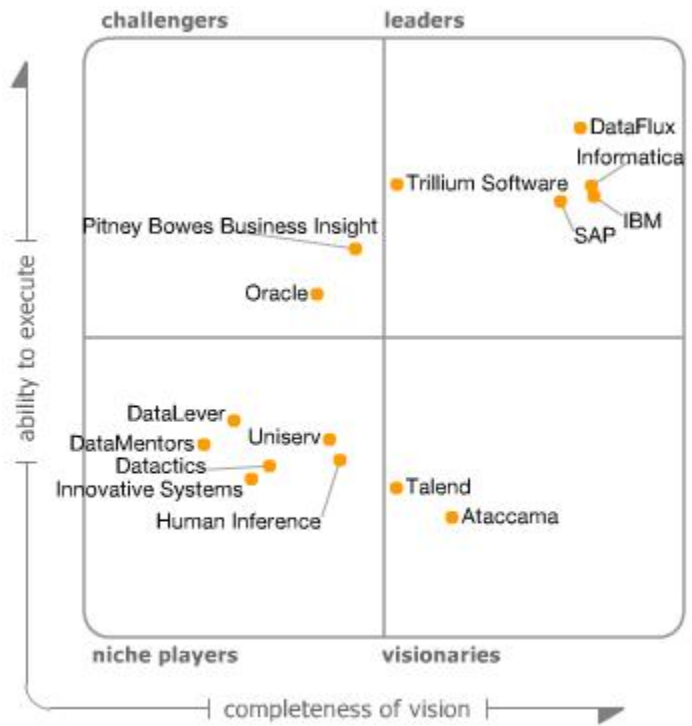 challengers
leaders
DataFlux
Informatica
Trillium Software
IBM
SAP
Pitney Bowes Business Insight
Oracle
ability to execute
DataLever
Uniserv
DataMentors
Datactics
Innovative Systems
Human Inference
Talend
Ataccama
niche players
visionaries
completeness of vision